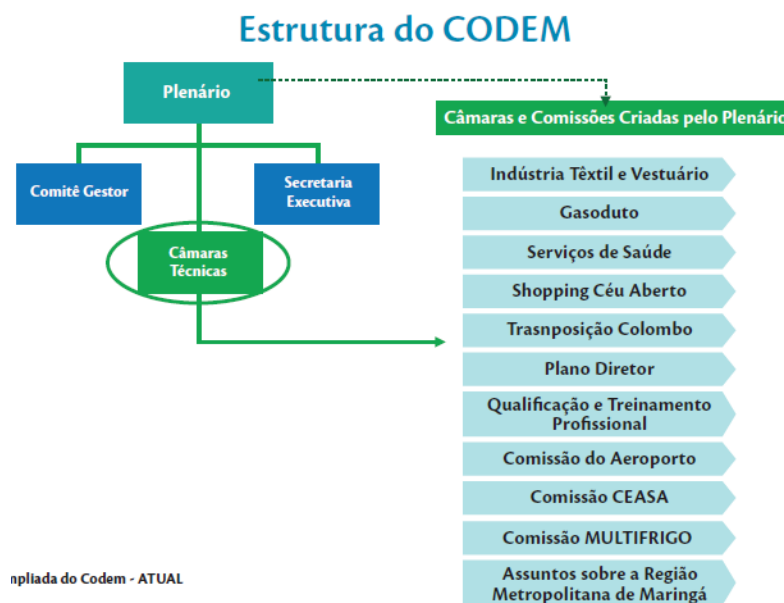 Estrutura do CODEM
Plenário
Câmaras e Comissões Criadas pelo Plenário
Comitê Gestor
Secretaria
Executiva
Câmaras
Técnicas
Indústria Têxtil e Vestuário
Gasoduto
Serviços de Saúde
Shopping Céu Aberto
Trasnposição Colombo
Plano Diretor
Qualificação e Treinamento
Profissional
Comissão do Aeroporto
Comissão CEASA
Comissão MULTIFRIGO
Assuntos sobre a Região
Metropolitana de Maringá
do Codem - ATUAL